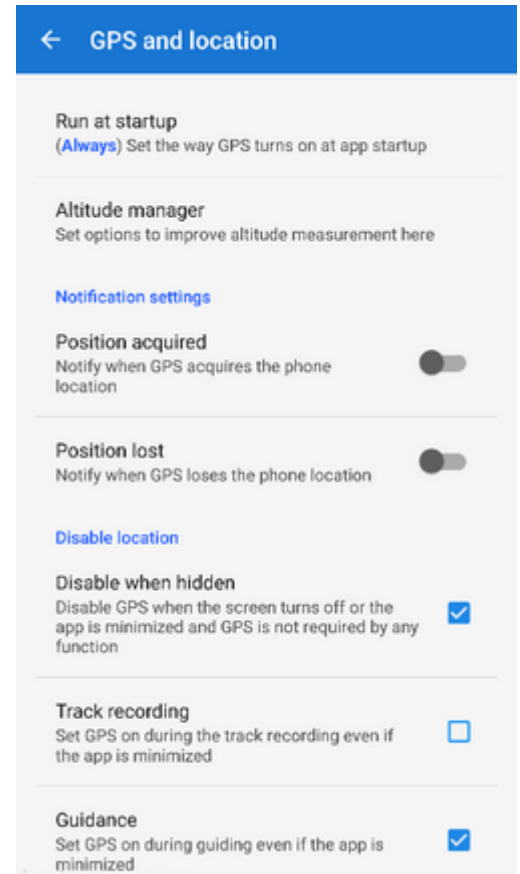 GPS and location
Run at startup
(Always) Set the way GPS turns on at app startup
Altitude manager
Set options to improve altitude measurement here
Notification settings
Position acquired
Notify when GPS acquires the phone
location
Position lost
Notify when GPS loses the phone location
Disable location
Disable when hidden
Disable GPS when the screen turns off or the
app is minimized and GPS is not required by any
function
Track recording
Set GPS on during the track recording even if
the app is minimized
Guidance
Set GPS on during guiding even if the app is
minimized